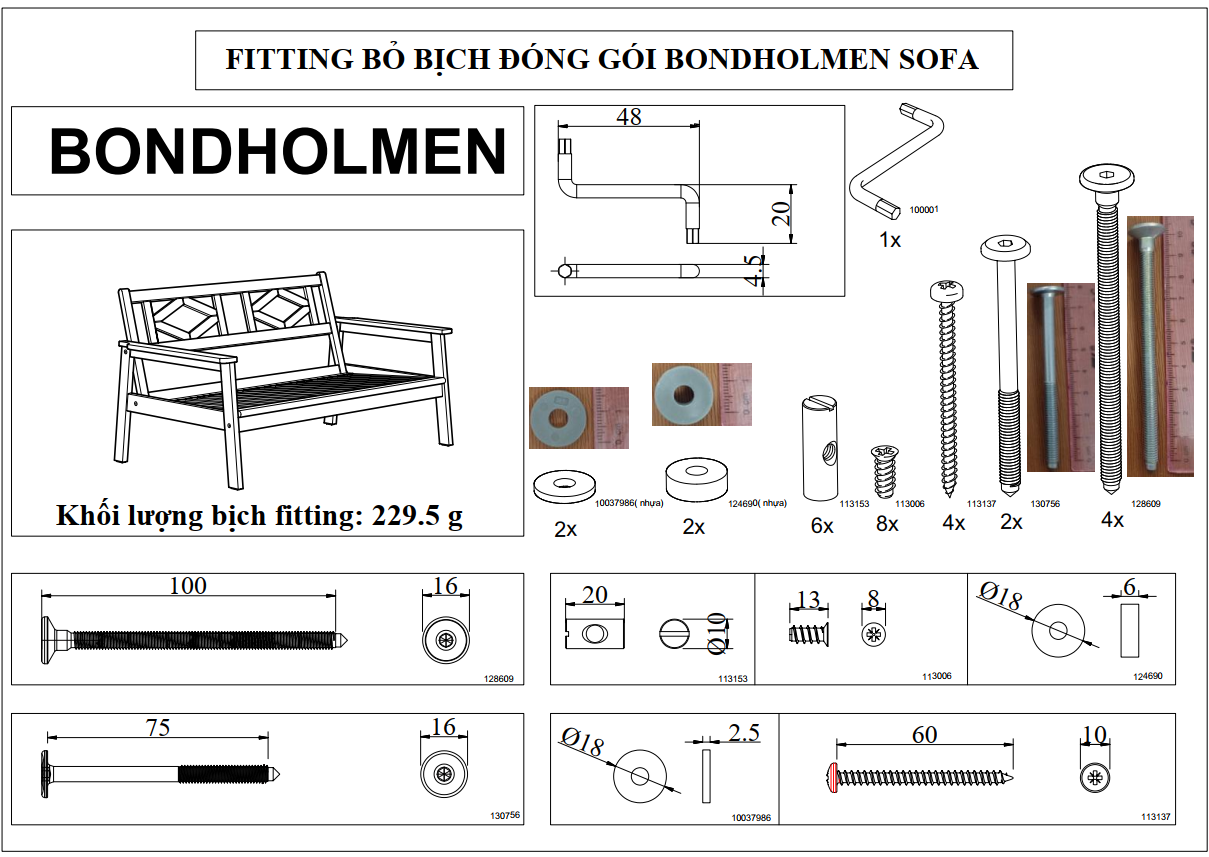 FITTING BỎ BỊCH ĐÓNG GÓI BONDHOLMEN SOFA
BONDHOLMEN
48
20
4.5
100001
1x
Khối lượng bịch fitting: 229.5 g
10037986( nhựa)
2x
124690( nhựa)
2x
113153
6x
113006
8x
113137
4x
130756
2x
128609
4x
100
16
128609
20
Ø10
113153
13
8
113006
Ø18
6
124690
75
16
130756
Ø18
2.5
10037986
60
10
113137